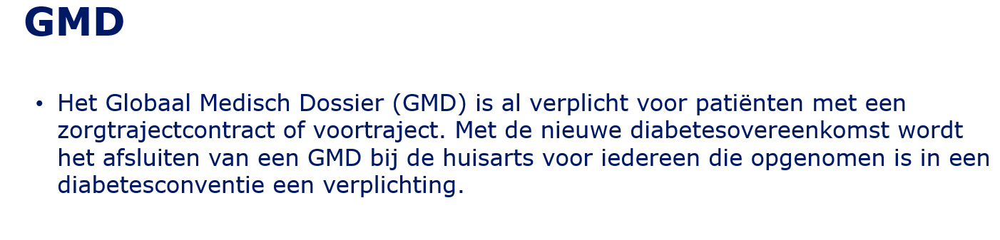 GMD
• Het Globaal Medisch Dossier (GMD) is al verplicht voor patiënten met een
zorgtrajectcontract of voortraject. Met de nieuwe diabetesovereenkomst wordt
het afsluiten van een GMD bij de huisarts voor iedereen die opgenomen is in een
diabetesconventie een verplichting.